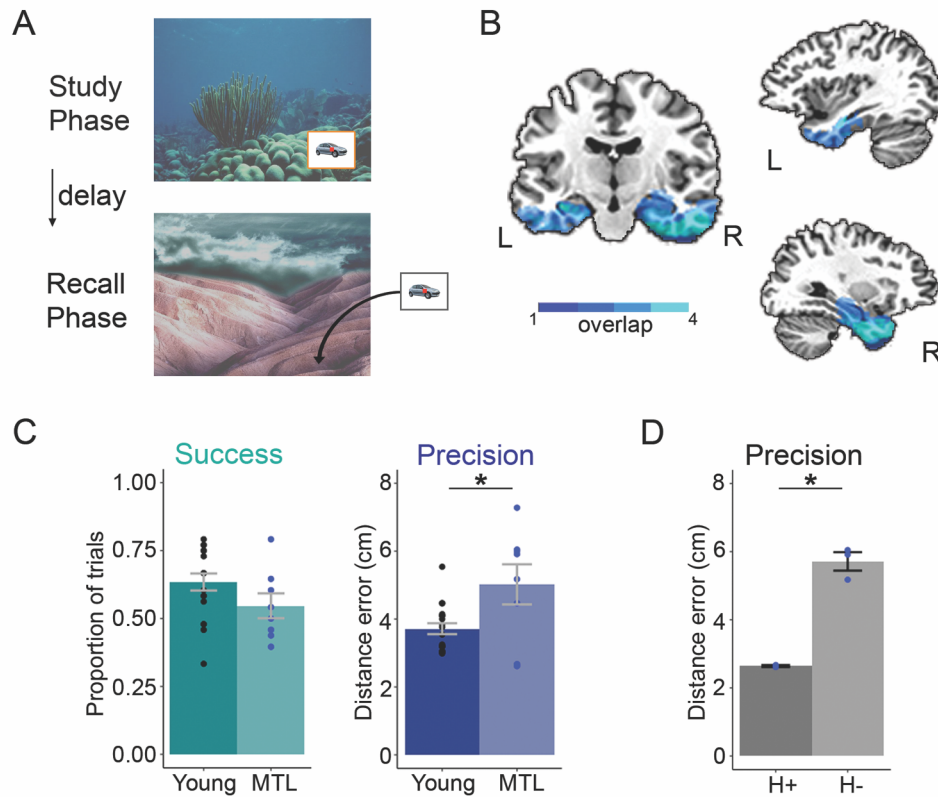 A
Study
Phase
delay
Recall
Phase
B
L
R
L
R
1
overlap
4
C
Success
Proportion of trials
1.00
0.75
0.50
0.25
0.00
Young
MTL
Precision
*
Distance error (cm)
8
6
4
2
0
Young
MTL
D
Precision
*
Distance error (cm)
8
6
4
2
0
H+
H-